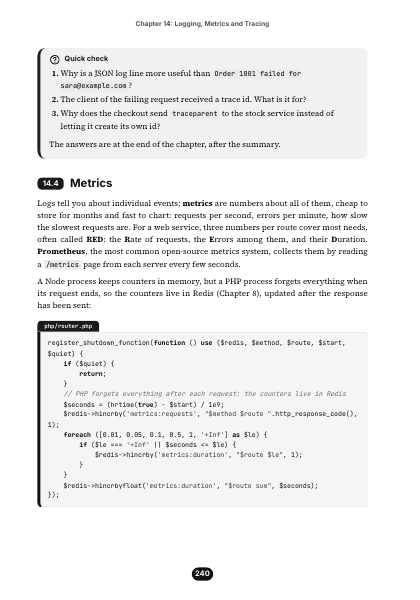 Chapter 14: Logging, Metrics and Tracing
? Quick check
1. Why is a JSON log line more useful than Order 1001 failed for
sara@example.com ?
2. The client of the failing request received a trace id. What is it for?
3. Why does the checkout send traceparent to the stock service instead of
letting it create its own id?
The answers are at the end of the chapter, after the summary.
14.4 Metrics
Logs tell you about individual events; metrics are numbers about all of them, cheap to
store for months and fast to chart: requests per second, errors per minute, how slow
the slowest requests are. For a web service, three numbers per route cover most needs,
often called RED: the Rate of requests, the Errors among them, and their Duration.
Prometheus, the most common open-source metrics system, collects them by reading
a /metrics page from each server every few seconds.
A Node process keeps counters in memory, but a PHP process forgets everything when
its request ends, so the counters live in Redis (Chapter 8), updated after the response
has been sent:
php/router.php
register_shutdown_function(function () use ($redis, $method, $route, $start,
$quiet) {
    if ($quiet) {
        return;
    }
    // PHP forgets everything after each request: the counters live in Redis
    $seconds = (hrtime(true) - $start) / 1e9;
    $redis->hincrby('metrics:requests', "$method $route ".http_response_code(),
1);
    foreach ([0.01, 0.05, 0.1, 0.5, 1, '+Inf'] as $le) {
        if ($le === '+Inf' || $seconds <= $le) {
            $redis->hincrby('metrics:duration', "$route $le", 1);
        }
    }
    $redis->hincrbyfloat('metrics:duration', "$route sum", $seconds);
});
240